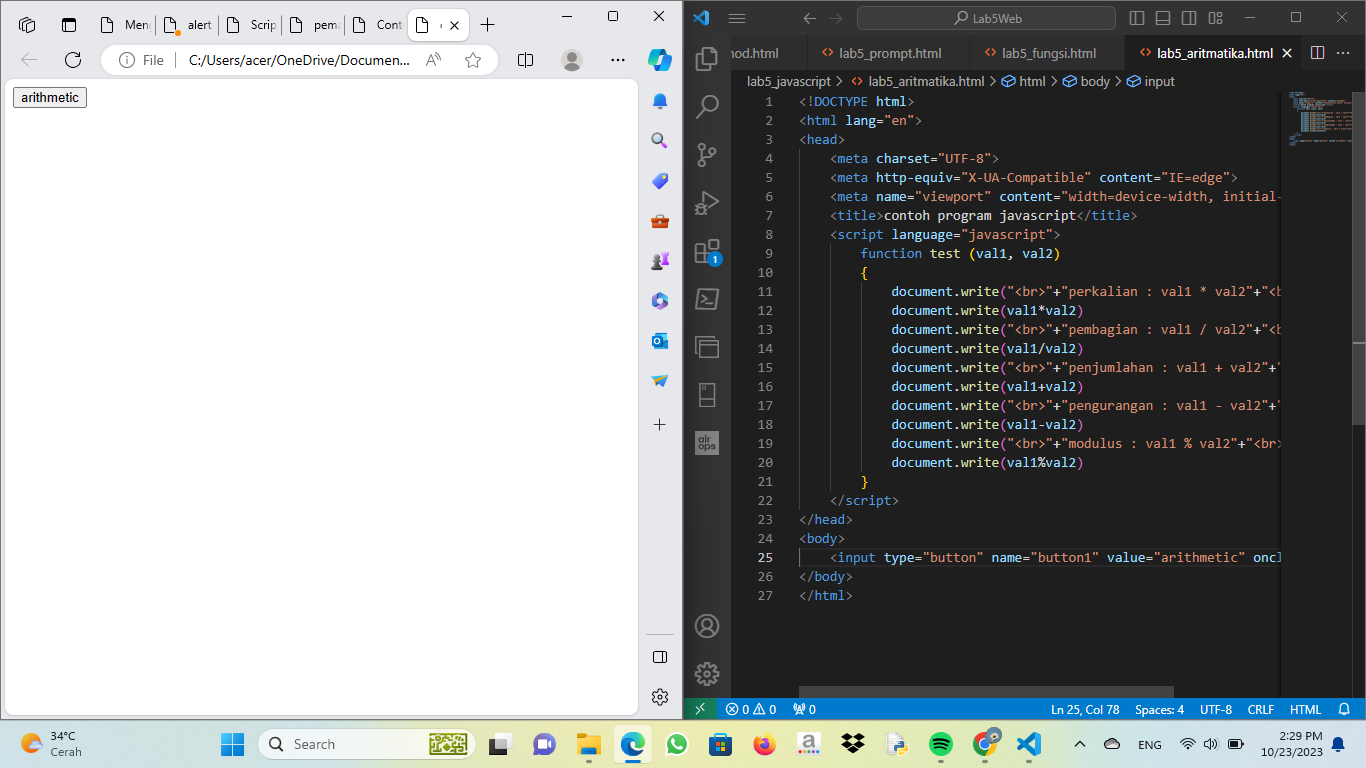 Men
alert
Scrip
pema
Cont
File
C:/Users/acer/OneDrive/Documen...
arithmetic
Lab5Web
nod.html
lab5_prompt.html
lab5_fungsi.html
lab5_aritmatika.html
lab5_javascript > lab5_aritmatika.html > html > body > input
1 <!DOCTYPE html>
2 <html lang="en">
3 <head>
4 <meta charset="UTF-8">
5 <meta http-equiv="X-UA-Compatible" content="IE=edge">
6 <meta name="viewport" content="width=device-width, initial-
7 <title>contoh program javascript</title>
8 <script language="javascript">
9 function test (val1, val2)
10 {
11 document.write("<br>"+"perkalian : val1 * val2"+"<b
12 document.write(val1*val2)
13 document.write("<br>"+"pembagian : val1 / val2"+"<b
14 document.write(val1/val2)
15 document.write("<br>"+"penjumlahan : val1 + val2"+"
16 document.write(val1+val2)
17 document.write("<br>"+"pengurangan : val1 - val2"+"
18 document.write(val1-val2)
19 document.write("<br>"+"modulus : val1 % val2"+"<br>
20 document.write(val1%val2)
21 }
22 </script>
23 </head>
24 <body>
25 <input type="button" name="button1" value="arithmetic" oncl
26 </body>
27 </html>
1
air ops
0 0 0
Ln 25, Col 78
Spaces: 4
UTF-8
CRLF
HTML
34°C
Cerah
Search
ENG
2:29 PM
10/23/2023